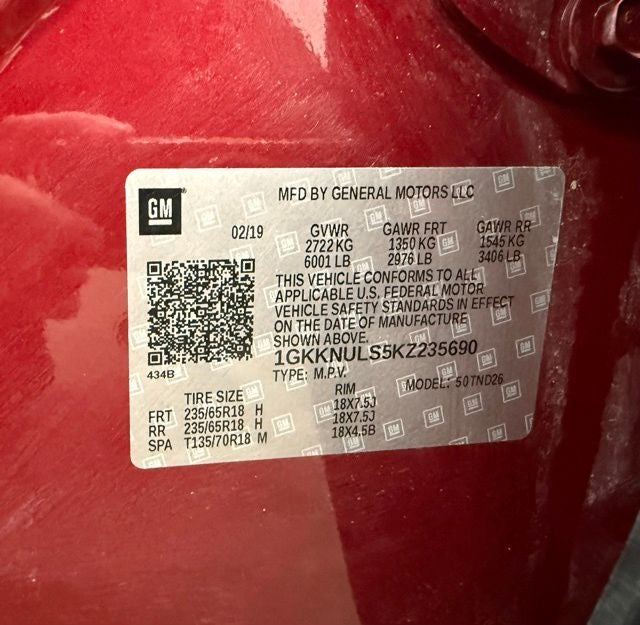 GM
MFD BY GENERAL MOTORS LLC
02/19 GVWR GAWR FRT GAWR RR
2722 KG 1350 KG 1545 KG
6001 LB 2976 LB 3406 LB
THIS VEHICLE CONFORMS TO ALL
APPLICABLE U.S. FEDERAL MOTOR
VEHICLE SAFETY STANDARDS IN EFFECT
ON THE DATE OF MANUFACTURE
SHOWN ABOVE.
1GKKNULS5KZ235690
434B TYPE: M.P.V. MODEL: 50TND26
TIRE SIZE RIM
FRT 235/65R18 H 18X7.5J
RR 235/65R18 H 18X7.5J
SPA T135/70R18 M 18X4.5B